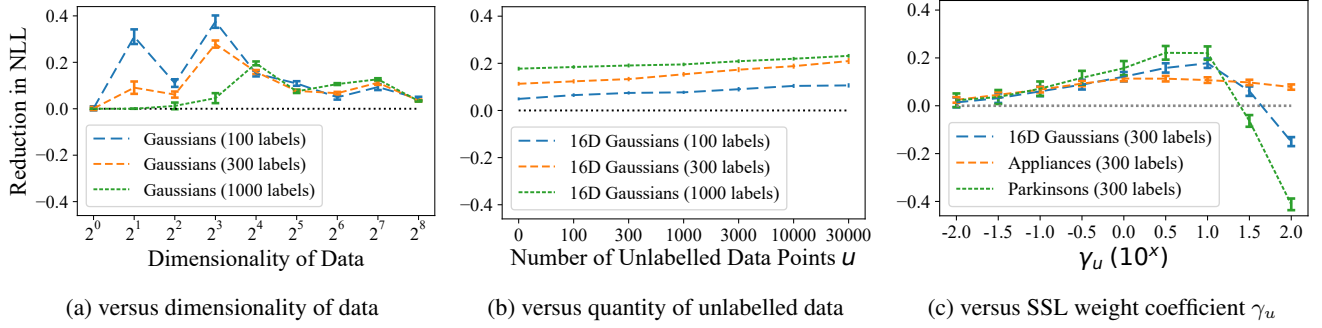 Reduction in NLL
0.4
0.2
0.0
−0.2
−0.4
Gaussians (100 labels)
Gaussians (300 labels)
Gaussians (1000 labels)
2^0 2^1 2^2 2^3 2^4 2^5 2^6 2^7 2^8
Dimensionality of Data
(a) versus dimensionality of data
0.4
0.2
0.0
−0.2
−0.4
16D Gaussians (100 labels)
16D Gaussians (300 labels)
16D Gaussians (1000 labels)
0 100 300 1000 3000 10000 30000
Number of Unlabelled Data Points u
(b) versus quantity of unlabelled data
0.4
0.2
0.0
−0.2
−0.4
16D Gaussians (300 labels)
Appliances (300 labels)
Parkinsons (300 labels)
-2.0 -1.5 -1.0 -0.5 0.0 0.5 1.0 1.5 2.0
γ_u (10^x)
(c) versus SSL weight coefficient γ_u